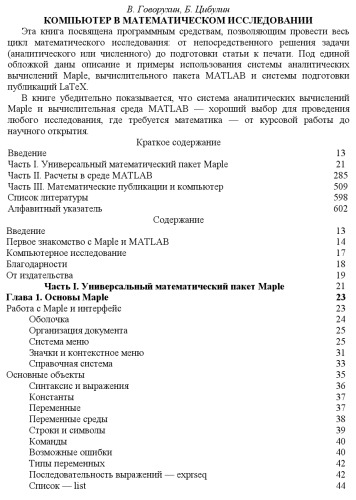 В. Говорухин, Б. Цибулин
КОМПЬЮТЕР В МАТЕМАТИЧЕСКОМ ИССЛЕДОВАНИИ
Эта книга посвящена программным средствам, позволяющим провести весь
цикл математического исследования: от непосредственного решения задачи
(аналитического или численного) до подготовки статьи к печати. Под единой
обложкой даны описание и примеры использования системы аналитических
вычислений Maple, вычислительного пакета MATLAB и системы подготовки
публикаций LaTeX.
В книге убедительно показывается, что система аналитических вычислений
Maple и вычислительная среда MATLAB — хороший выбор для проведения
любого исследования, где требуется математика — от курсовой работы до
научного открытия.
Краткое содержание
Введение 13
Часть I. Универсальный математический пакет Maple 21
Часть II. Расчеты в среде MATLAB 285
Часть III. Математические публикации и компьютер 509
Список литературы 598
Алфавитный указатель 602
Содержание
Введение 13
Первое знакомство с Maple и MATLAB 14
Компьютерное исследование 17
Благодарности 18
От издательства 19
Часть I. Универсальный математический пакет Maple 21
Глава 1. Основы Maple 23
Работа с Maple и интерфейс 23
Оболочка 24
Организация документа 25
Система меню 25
Значки и контекстное меню 31
Справочная система 33
Основные объекты 35
Синтаксис и выражения 36
Константы 37
Переменные 37
Переменные среды 38
Строки и символы 39
Команды 40
Возможные ошибки 40
Типы переменных 42
Последовательность выражений — exprseq 42
Список — list 44